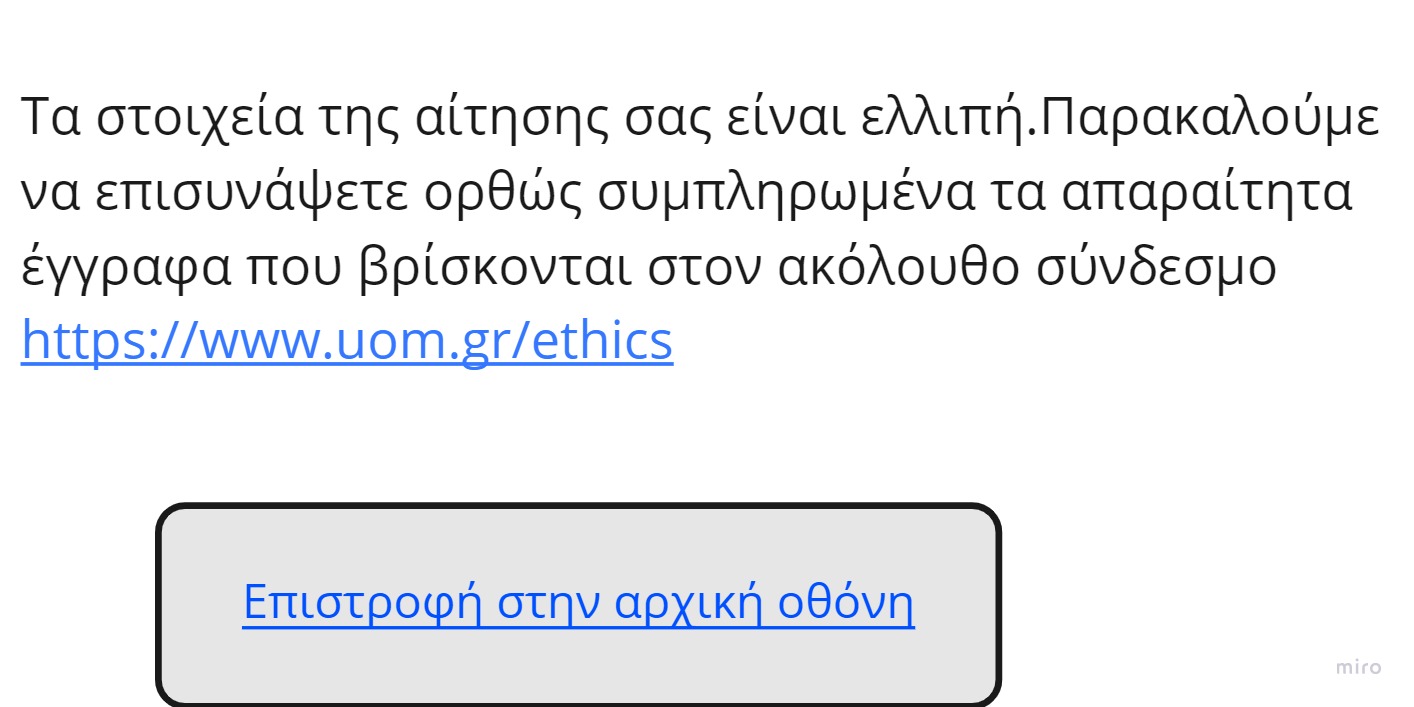 Τα στοιχεία της αίτησης σας είναι ελλιπή.Παρακαλούμε
να επισυνάψετε ορθώς συμπληρωμένα τα απαραίτητα
έγγραφα που βρίσκονται στον ακόλουθο σύνδεσμο
https://www.uom.gr/ethics
Επιστροφή στην αρχική οθόνη
miro